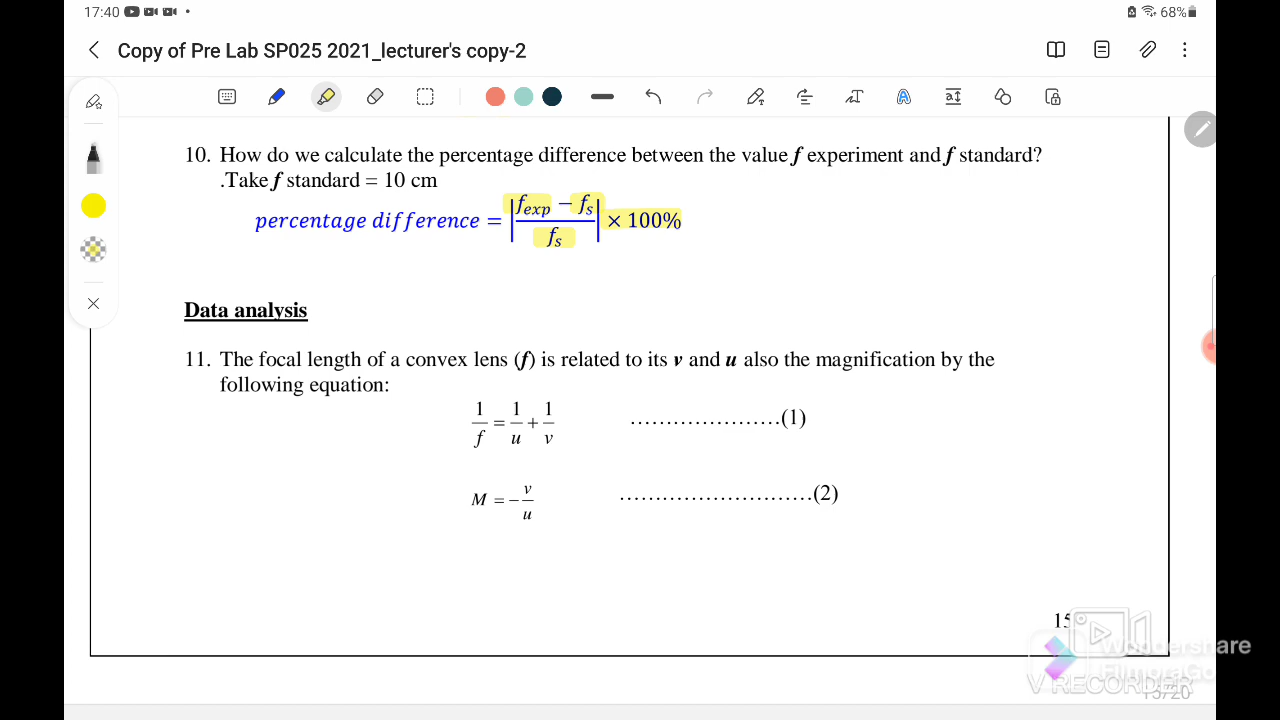 17:40
68%
Copy of Pre Lab SP025 2021_lecturer's copy-2
10. How do we calculate the percentage difference between the value f experiment and f standard?
.Take f standard = 10 cm
percentage difference = |(f_exp − f_s)/f_s| × 100%
Data analysis
11. The focal length of a convex lens (f) is related to its v and u also the magnification by the
following equation:
1/f = 1/u + 1/v .....................(1)
M = − v/u ...........................(2)
Wondershare
FilmoraGo
V RECORDER